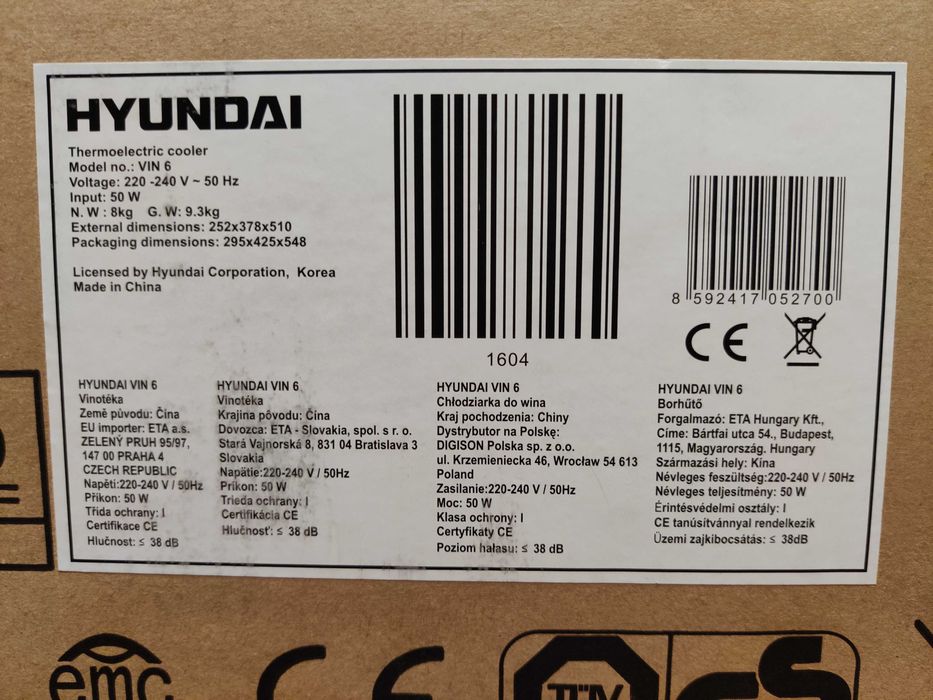 HYUNDAI
Thermoelectric cooler
Model no.: VIN 6
Voltage: 220 -240 V ~ 50 Hz
Input: 50 W
N. W : 8kg G. W: 9.3kg
External dimensions: 252x378x510
Packaging dimensions: 295x425x548
Licensed by Hyundai Corporation, Korea
Made in China
1604
8 592417 052700
CE
HYUNDAI VIN 6
Vinotéka
Země původu: Čína
EU importer: ETA a.s.
ZELENÝ PRUH 95/97,
147 00 PRAHA 4
CZECH REPUBLIC
Napěti:220-240 V / 50Hz
Příkon: 50 W
Třída ochrany: I
Certifikace CE
Hlučnost: ≤ 38 dB
HYUNDAI VIN 6
Vinotéka
Krajina pôvodu: Čina
Dovozca: ETA - Slovakia, spol. s r. o.
Stará Vajnorská 8, 831 04 Bratislava 3
Slovakia
Napätie:220-240 V / 50Hz
Príkon: 50 W
Trieda ochrany: I
Certifikácia CE
Hlučnosť: ≤ 38 dB
HYUNDAI VIN 6
Chłodziarka do wina
Kraj pochodzenia: Chiny
Dystrybutor na Polskę:
DIGISON Polska sp. z o.o.
ul. Krzemieniecka 46, Wrocław 54 613
Poland
Zasilanie:220-240 V / 50Hz
Moc: 50 W
Klasa ochrony: I
Certyfikaty CE
Poziom hałasu: ≤ 38 dB
HYUNDAI VIN 6
Borhűtő
Forgalmazó: ETA Hungary Kft.,
Címe: Bártfai utca 54., Budapest,
1115, Magyarország. Hungary
Származási hely: Kína
Névleges feszültség:220-240 V / 50Hz
Névleges teljesítmény: 50 W
Érintésvédelmi osztály: I
CE tanúsítvánnyal rendelkezik
Üzemi zajkibocsátás: ≤ 38dB
emc
CE
TÜV
GS